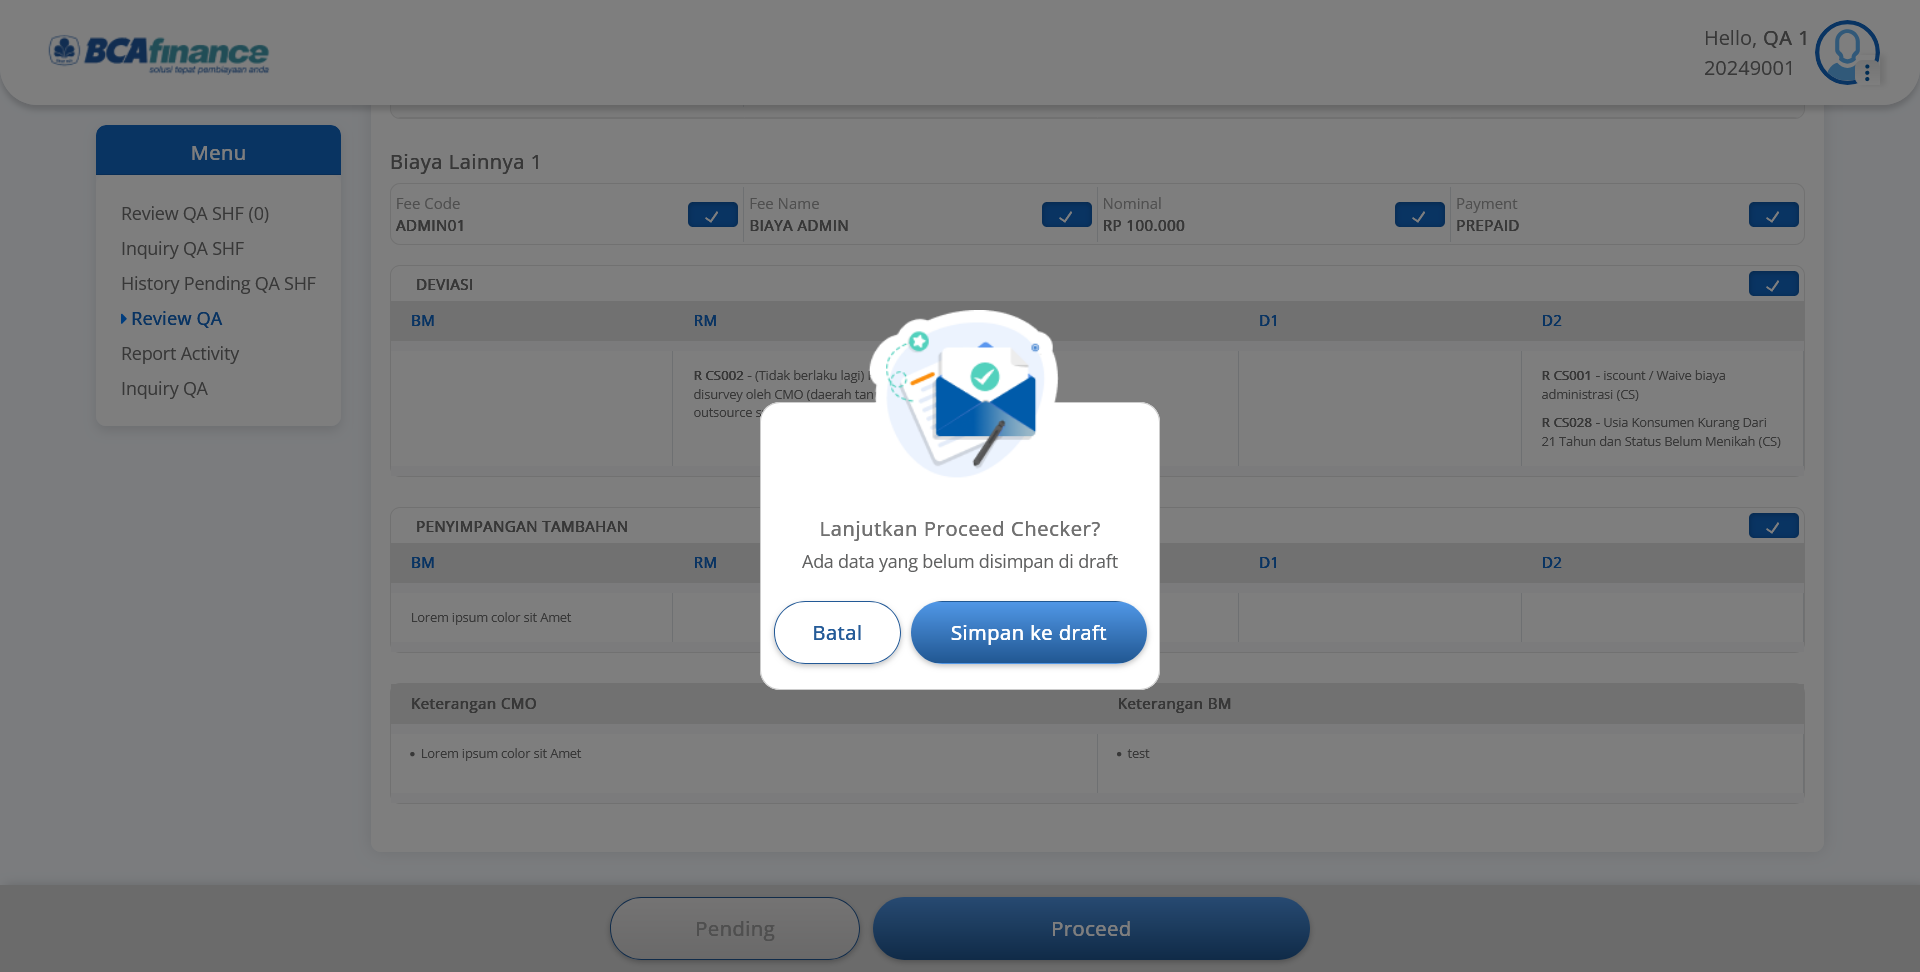 BCAfinance
solusi tepat pembiayaan anda
Hello, QA 1
20249001
Menu
Review QA SHF (0)
Inquiry QA SHF
History Pending QA SHF
Review QA
Report Activity
Inquiry QA
Biaya Lainnya 1
Fee Code
ADMIN01
Fee Name
BIAYA ADMIN
Nominal
RP 100.000
Payment
PREPAID
DEVIASI
BM RM D1 D2
R CS002 - (Tidak berlaku lagi)
disurvey oleh CMO (daerah tan
outsource
R CS001 - iscount / Waive biaya
administrasi (CS)
R CS028 - Usia Konsumen Kurang Dari
21 Tahun dan Status Belum Menikah (CS)
PENYIMPANGAN TAMBAHAN
BM RM D1 D2
Lorem ipsum color sit Amet
Keterangan CMO
Keterangan BM
• Lorem ipsum color sit Amet
• test
Lanjutkan Proceed Checker?
Ada data yang belum disimpan di draft
Batal
Simpan ke draft
Pending
Proceed